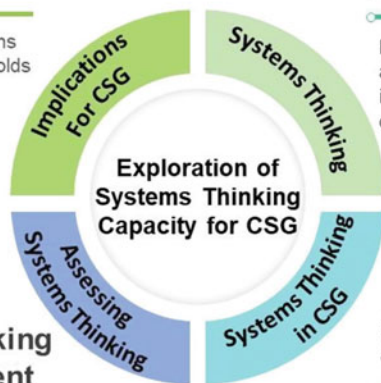 ns
olds
Implications
For CSG
Systems Thinking
Exploration of
Systems Thinking
Capacity for CSG
Assessing
Systems Thinking
Systems Thinking
in CSG
king
ent